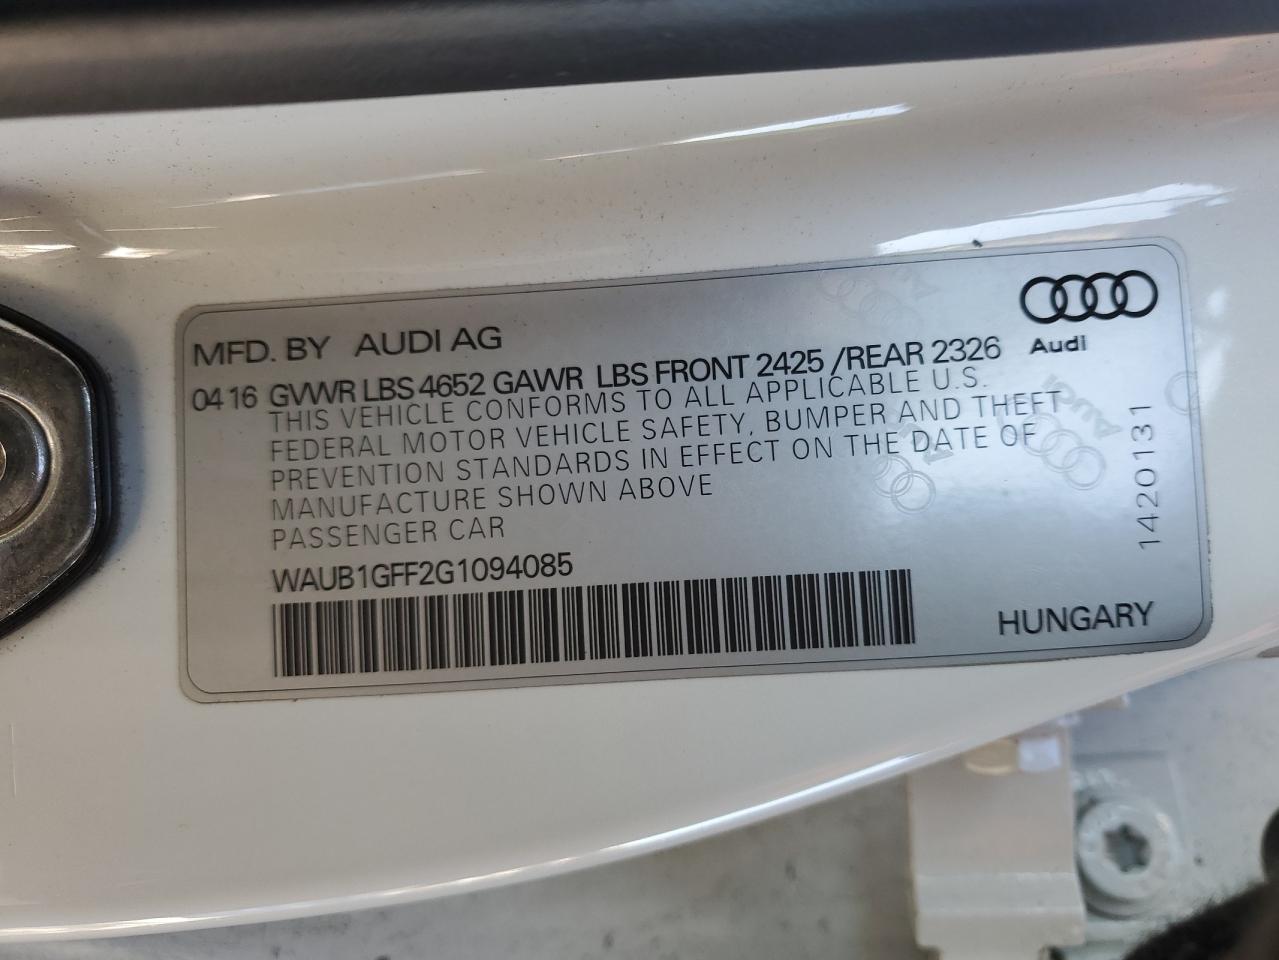 MFD. BY AUDI AG
Audi
04 16 GVWR LBS 4652 GAWR LBS FRONT 2425 /REAR 2326
THIS VEHICLE CONFORMS TO ALL APPLICABLE U.S.
FEDERAL MOTOR VEHICLE SAFETY, BUMPER AND THEFT
PREVENTION STANDARDS IN EFFECT ON THE DATE OF
MANUFACTURE SHOWN ABOVE
PASSENGER CAR
WAUB1GFF2G1094085
1420131
HUNGARY